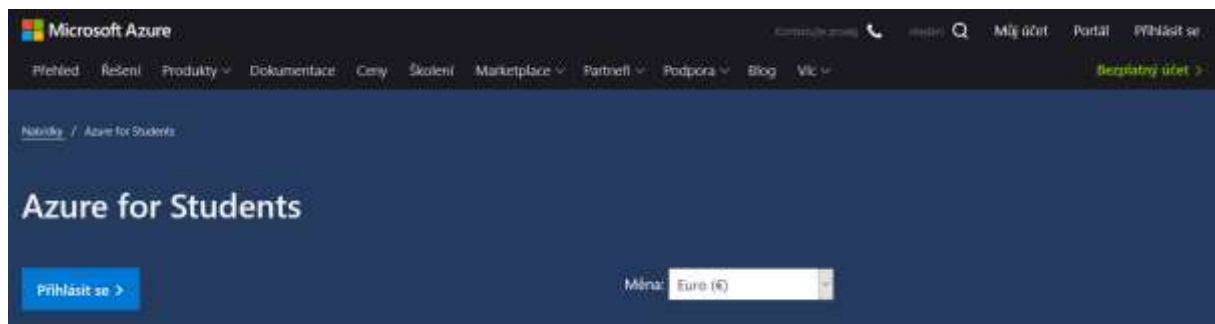 Microsoft Azure
Hledání Můj účet Portál Přihlásit se
Přehled Řešení Produkty Dokumentace Ceny Školení Marketplace Partneři Podpora Blog Víc Bezplatný účet >
Nabídky / Azure for Students
Azure for Students
Přihlásit se >
Měna: Euro (€)